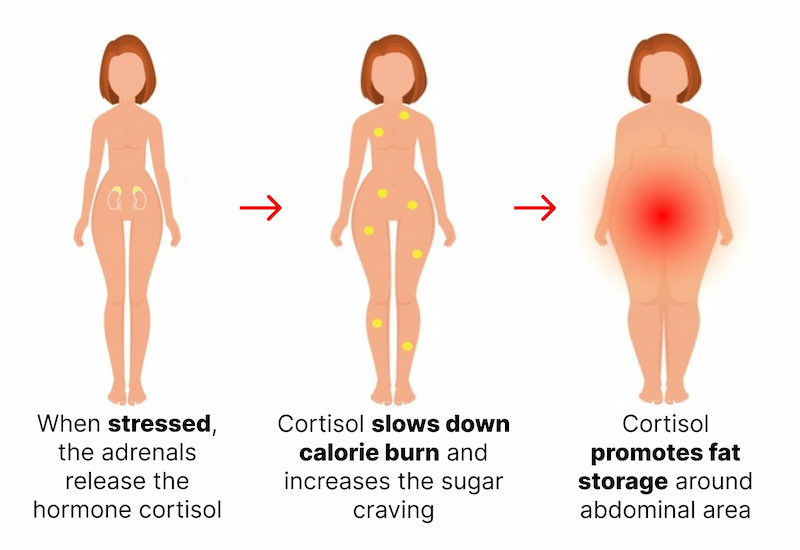 When stressed,
the adrenals
release the
hormone cortisol
Cortisol slows down
calorie burn and
increases the sugar
craving
Cortisol
promotes fat
storage around
abdominal area